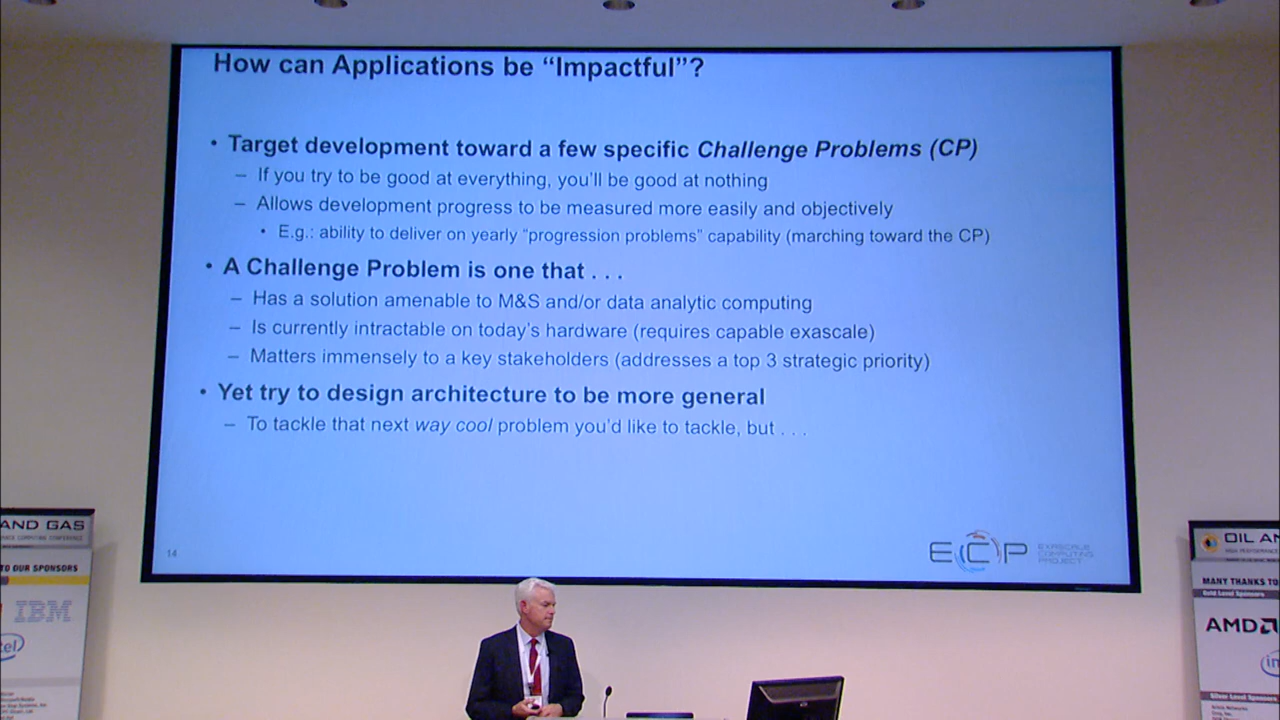 How can Applications be “Impactful”?
• Target development toward a few specific Challenge Problems (CP)
– If you try to be good at everything, you’ll be good at nothing
– Allows development progress to be measured more easily and objectively
• E.g.: ability to deliver on yearly “progression problems” capability (marching toward the CP)
• A Challenge Problem is one that . . .
– Has a solution amenable to M&S and/or data analytic computing
– Is currently intractable on today’s hardware (requires capable exascale)
– Matters immensely to a key stakeholders (addresses a top 3 strategic priority)
• Yet try to design architecture to be more general
– To tackle that next way cool problem you’d like to tackle, but . . .
14
ECP EXASCALE
COMPUTING
PROJECT
AND GAS
COMPUTING CONFERENCE
TO OUR SPONSORS
IBM
tel
OIL AN
HIGH PERFORMANCE
MANY THANKS TO
Gold Level Sponsors
AMD
in
Silver Level Sponsors